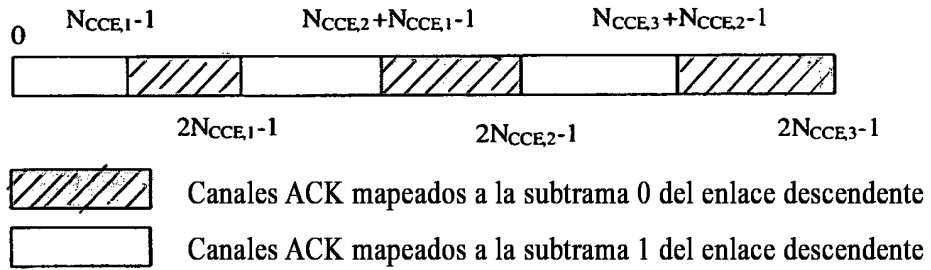 0 N_CCE,1-1 N_CCE,2+N_CCE,1-1 N_CCE,3+N_CCE,2-1
2N_CCE,1-1 2N_CCE,2-1 2N_CCE,3-1
Canales ACK mapeados a la subtrama 0 del enlace descendente
Canales ACK mapeados a la subtrama 1 del enlace descendente